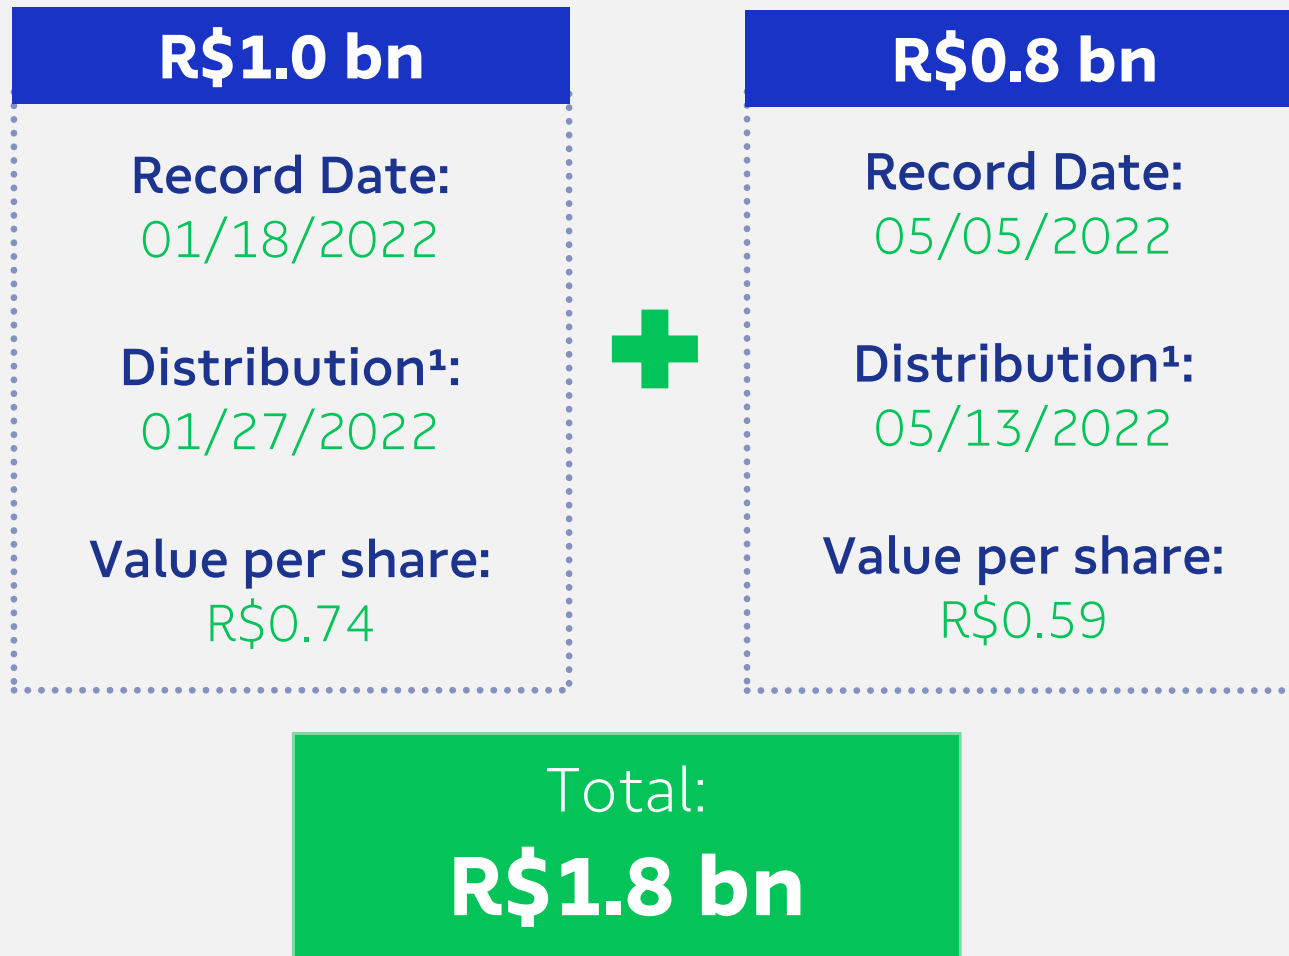 R$1.0 bn
Record Date:
01/18/2022
Distribution¹:
01/27/2022
Value per share:
R$0.74
R$0.8 bn
Record Date:
05/05/2022
Distribution¹:
05/13/2022
Value per share:
R$0.59
Total:
R$1.8 bn